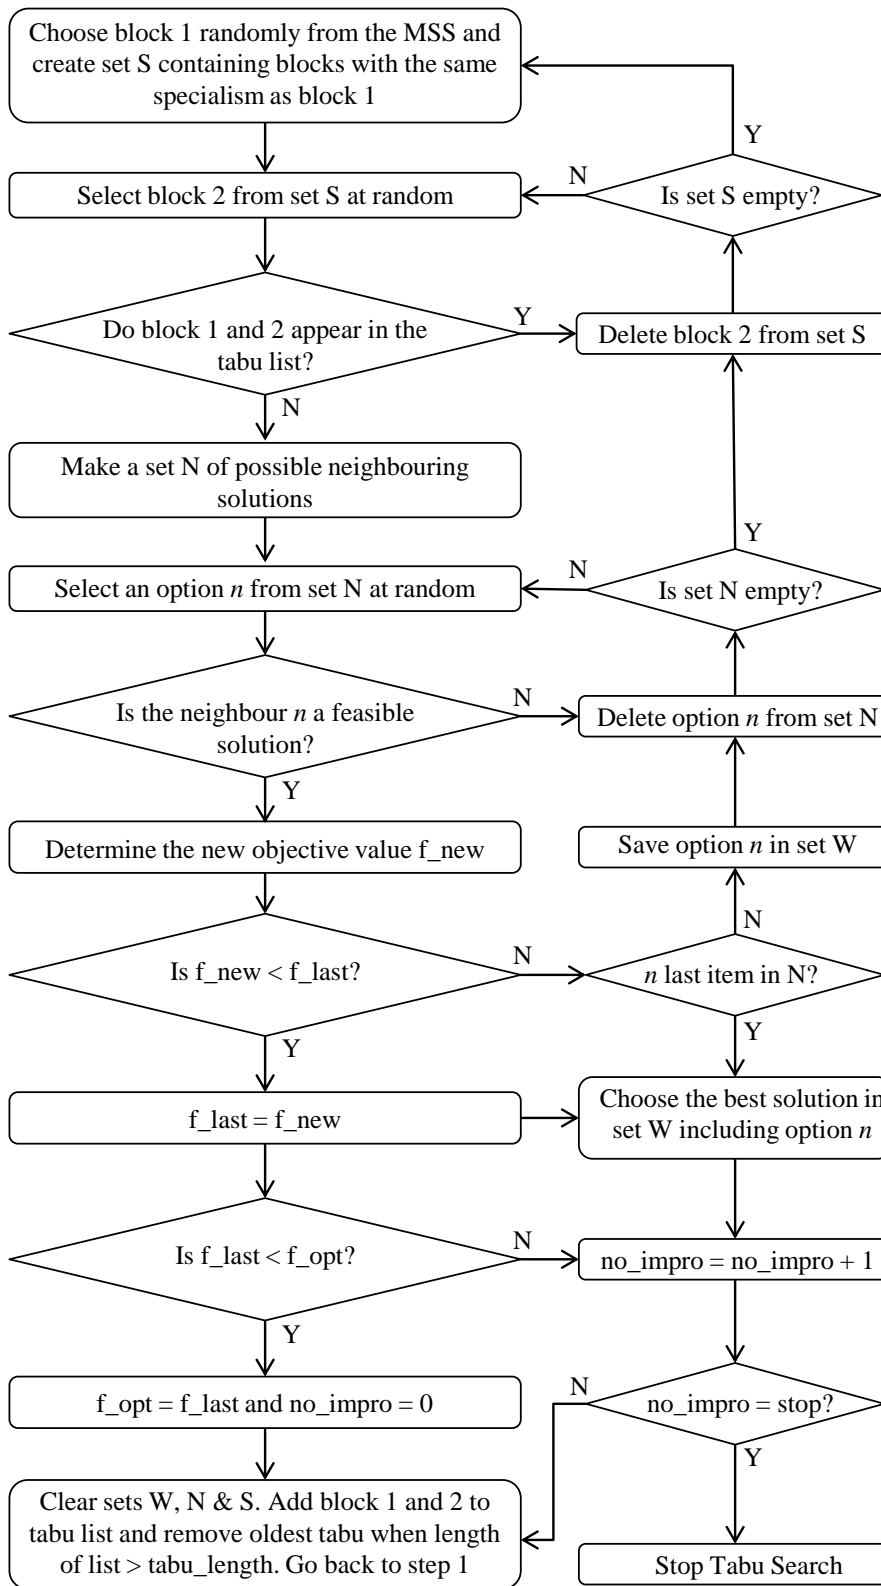 Choose block 1 randomly from the MSS and
create set S containing blocks with the same
specialism as block 1
Y
Select block 2 from set S at random
N
Is set S empty?
Do block 1 and 2 appear in the
tabu list?
Y
Delete block 2 from set S
N
Make a set N of possible neighbouring
solutions
Y
Select an option n from set N at random
N
Is set N empty?
Is the neighbour n a feasible
solution?
N
Delete option n from set N
Y
Determine the new objective value f_new
Save option n in set W
N
Is f_new < f_last?
N
n last item in N?
Y
Y
f_last = f_new
Choose the best solution in
set W including option n
Is f_last < f_opt?
N
no_impro = no_impro + 1
Y
f_opt = f_last and no_impro = 0
N
no_impro = stop?
Y
Clear sets W, N & S. Add block 1 and 2 to
tabu list and remove oldest tabu when length
of list > tabu_length. Go back to step 1
Stop Tabu Search